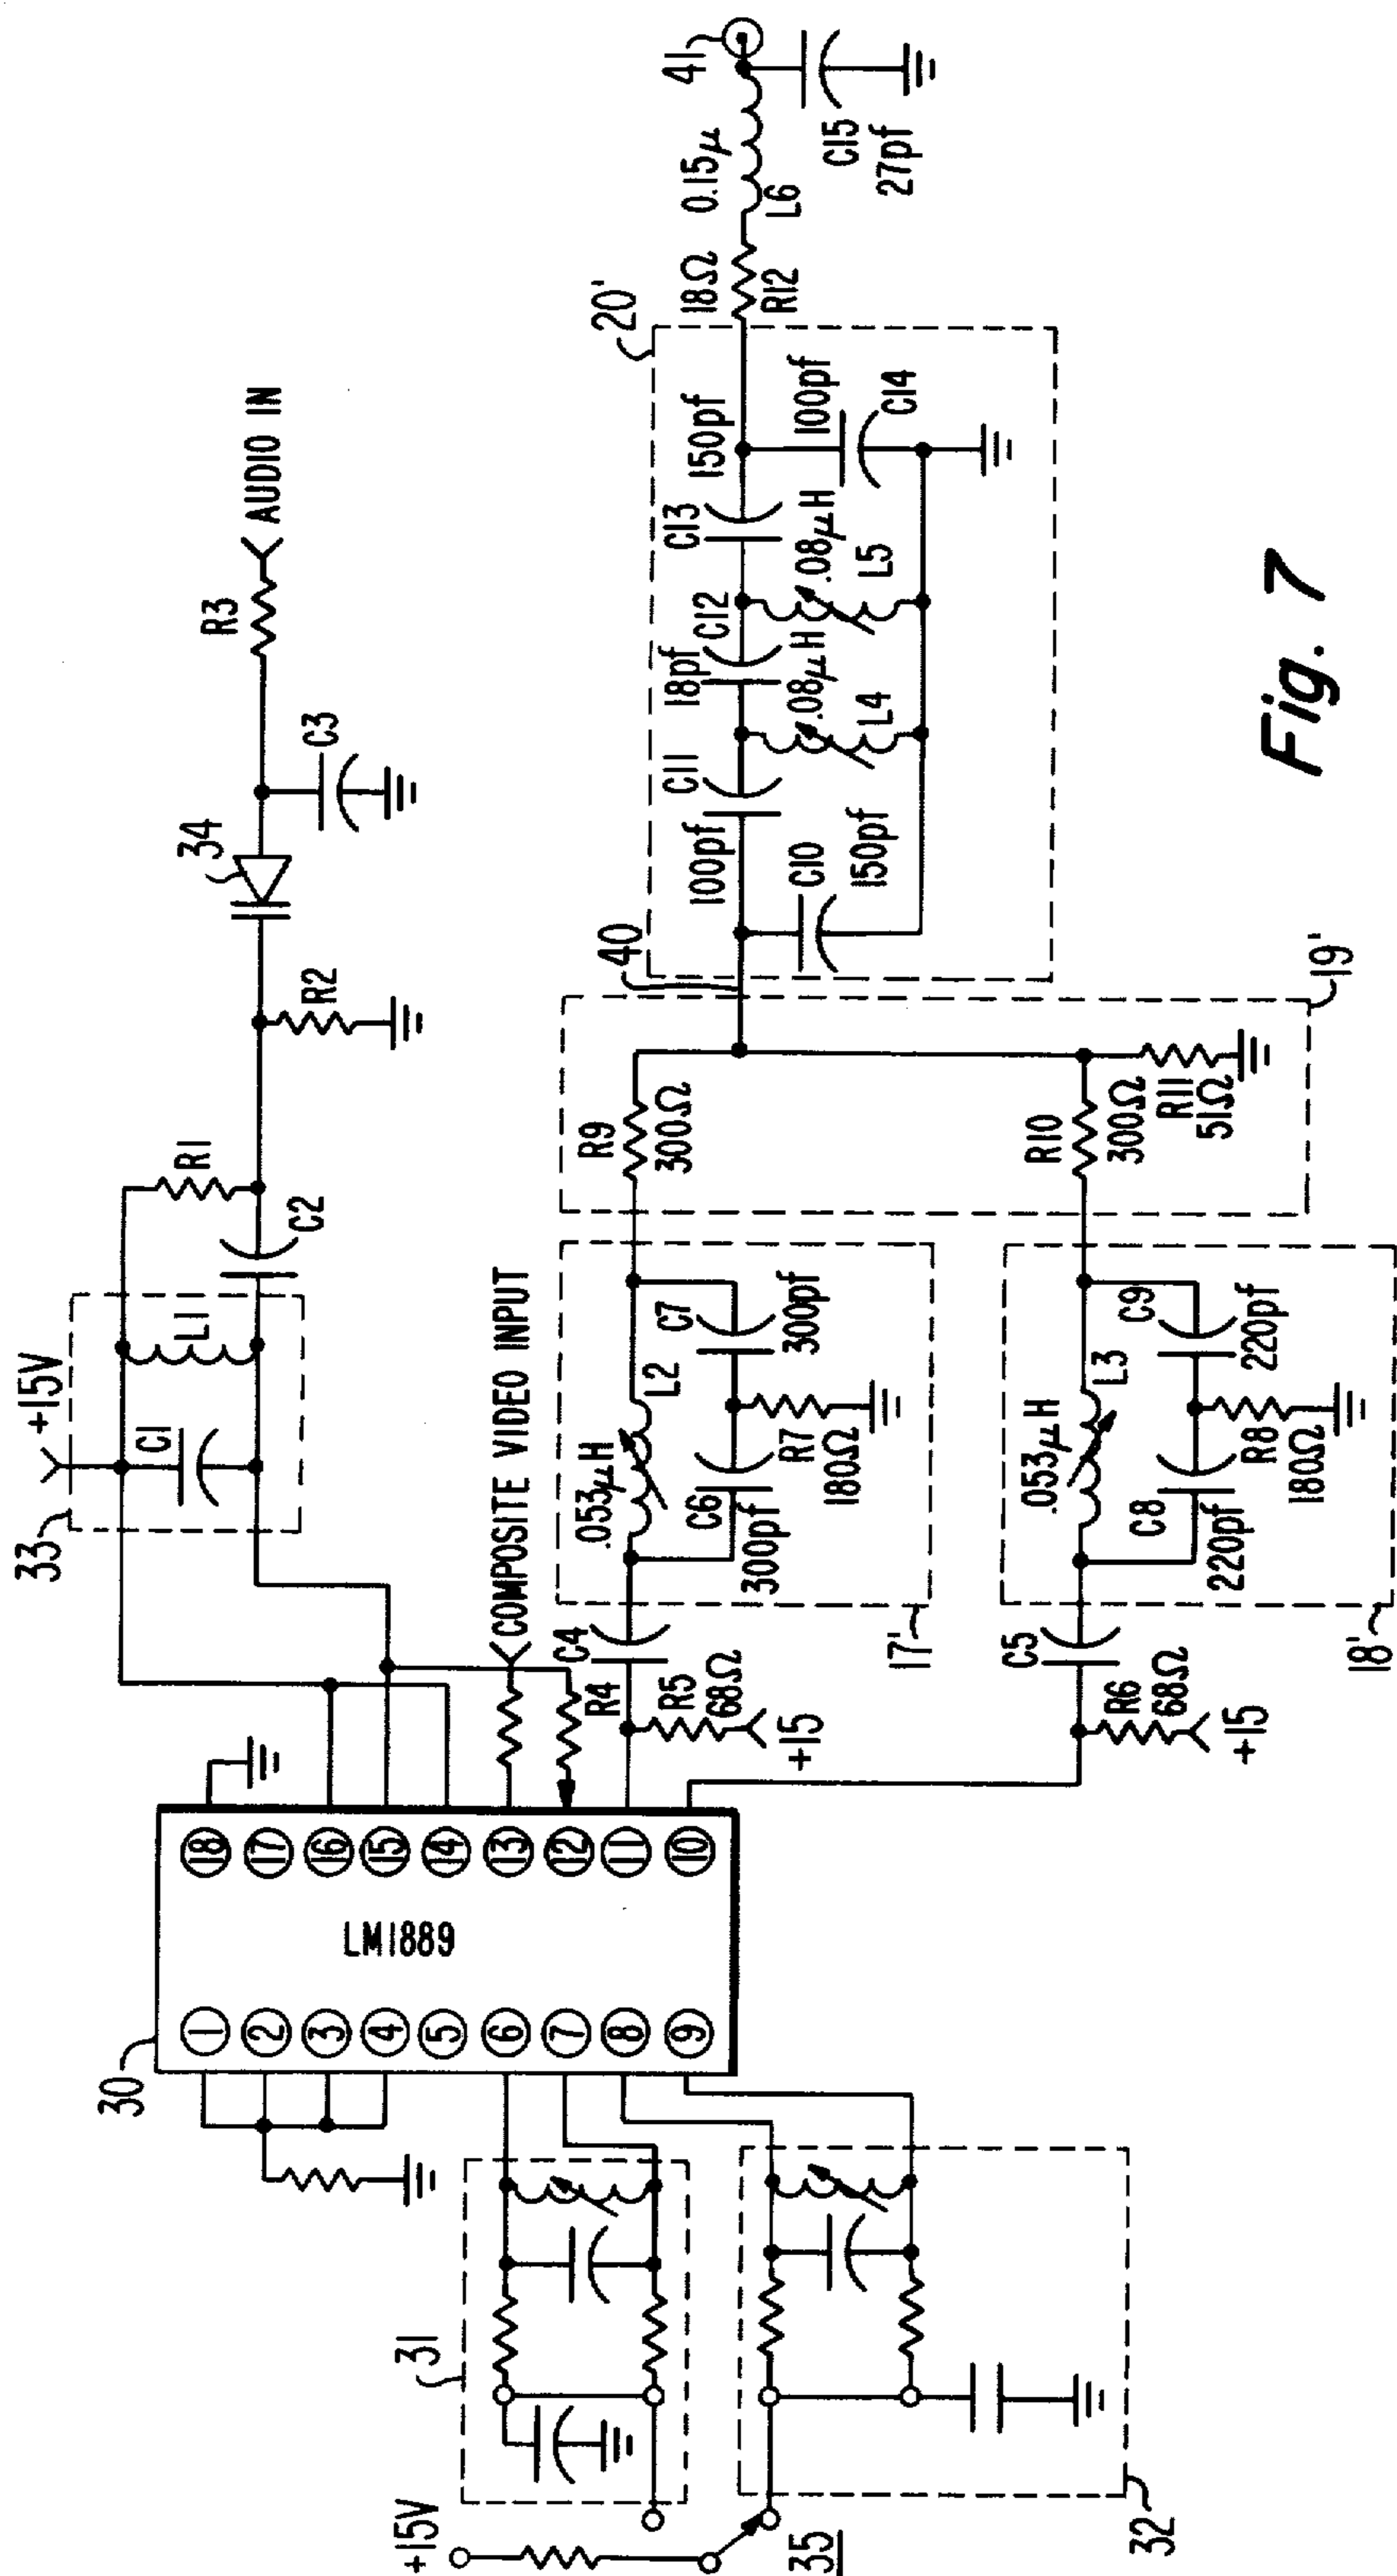 +15V
33
C1
L1
R1
C2
R2
34
C3
R3
AUDIO IN
30
LM1889
1
2
3
4
5
6
7
8
9
18
17
16
15
14
13
12
11
10
COMPOSITE VIDEO INPUT
R4
31
+15V
35
32
C4
R5
68Ω
+15
17'
.053μH
L2
C6
300pf
C7
300pf
R7
180Ω
C5
R6
68Ω
+15
18'
.053μH
L3
C8
220pf
C9
220pf
R8
180Ω
19'
R9
300Ω
R10
300Ω
R11
51Ω
40
20'
C10
150pf
C11
100pf
C12
18pf
.08μH
L4
.08μH
L5
C13
150pf
100pf
C14
18Ω
R12
0.15μ
L6
41
C15
27pf
Fig. 7